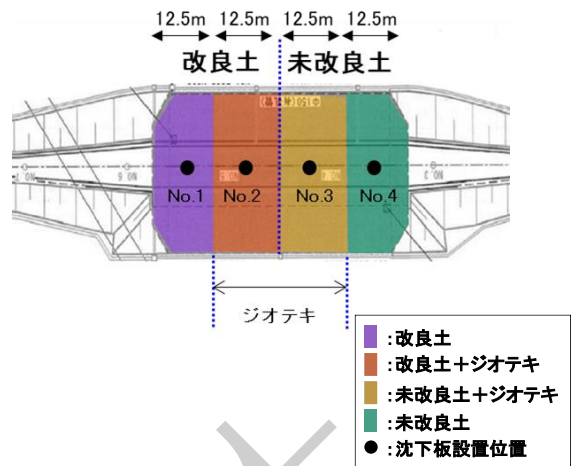 12.5m 12.5m 12.5m 12.5m
改良土 未改良土
No.1 No.2 No.3 No.4
ジオテキ
:改良土
:改良土+ジオテキ
:未改良土+ジオテキ
:未改良土
:沈下板設置位置